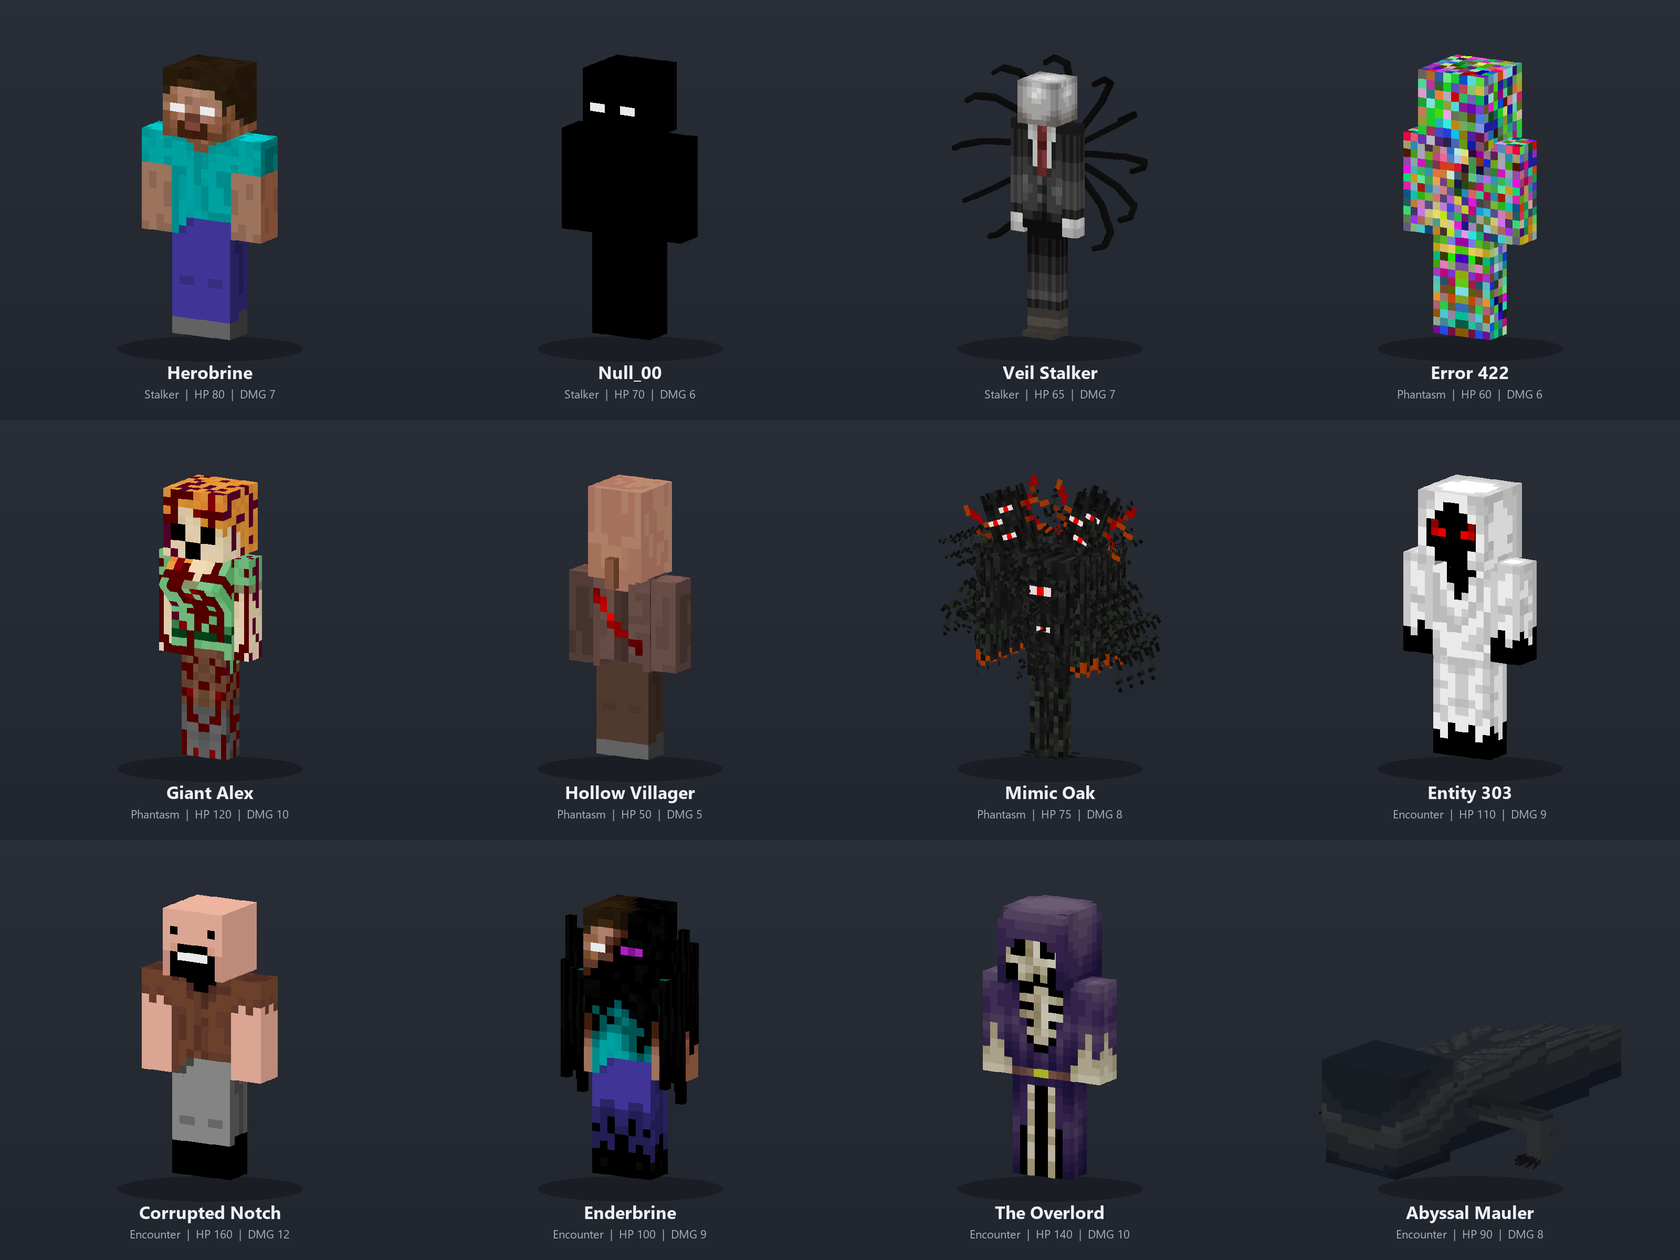 Herobrine
Stalker | HP 80 | DMG 7
Null_00
Stalker | HP 70 | DMG 6
Veil Stalker
Stalker | HP 65 | DMG 7
Error 422
Phantasm | HP 60 | DMG 6
Giant Alex
Phantasm | HP 120 | DMG 10
Hollow Villager
Phantasm | HP 50 | DMG 5
Mimic Oak
Phantasm | HP 75 | DMG 8
Entity 303
Encounter | HP 110 | DMG 9
Corrupted Notch
Encounter | HP 160 | DMG 12
Enderbrine
Encounter | HP 100 | DMG 9
The Overlord
Encounter | HP 140 | DMG 10
Abyssal Mauler
Encounter | HP 90 | DMG 8